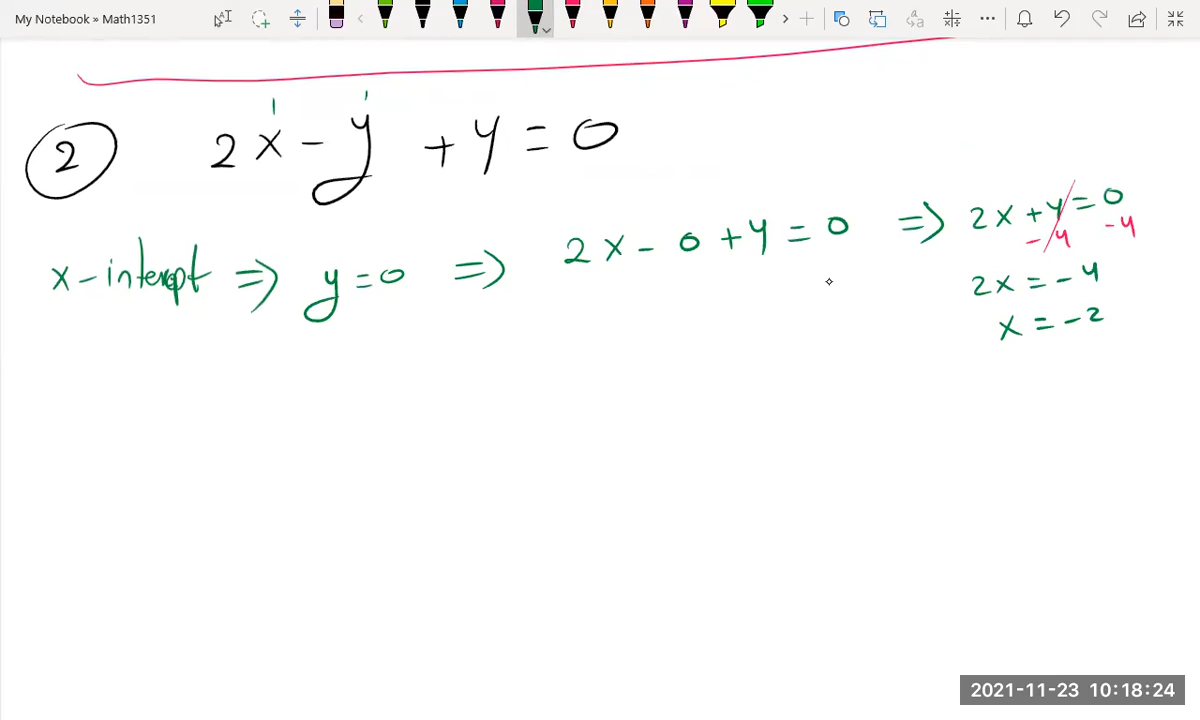 My Notebook » Math1351
② 2x - y + 4 = 0
x-intercpt ⇒ y = 0 ⇒ 2x - 0 + 4 = 0 ⇒ 2x + 4 = 0
-4 -4
2x = -4
x = -2
2021-11-23 10:18:24